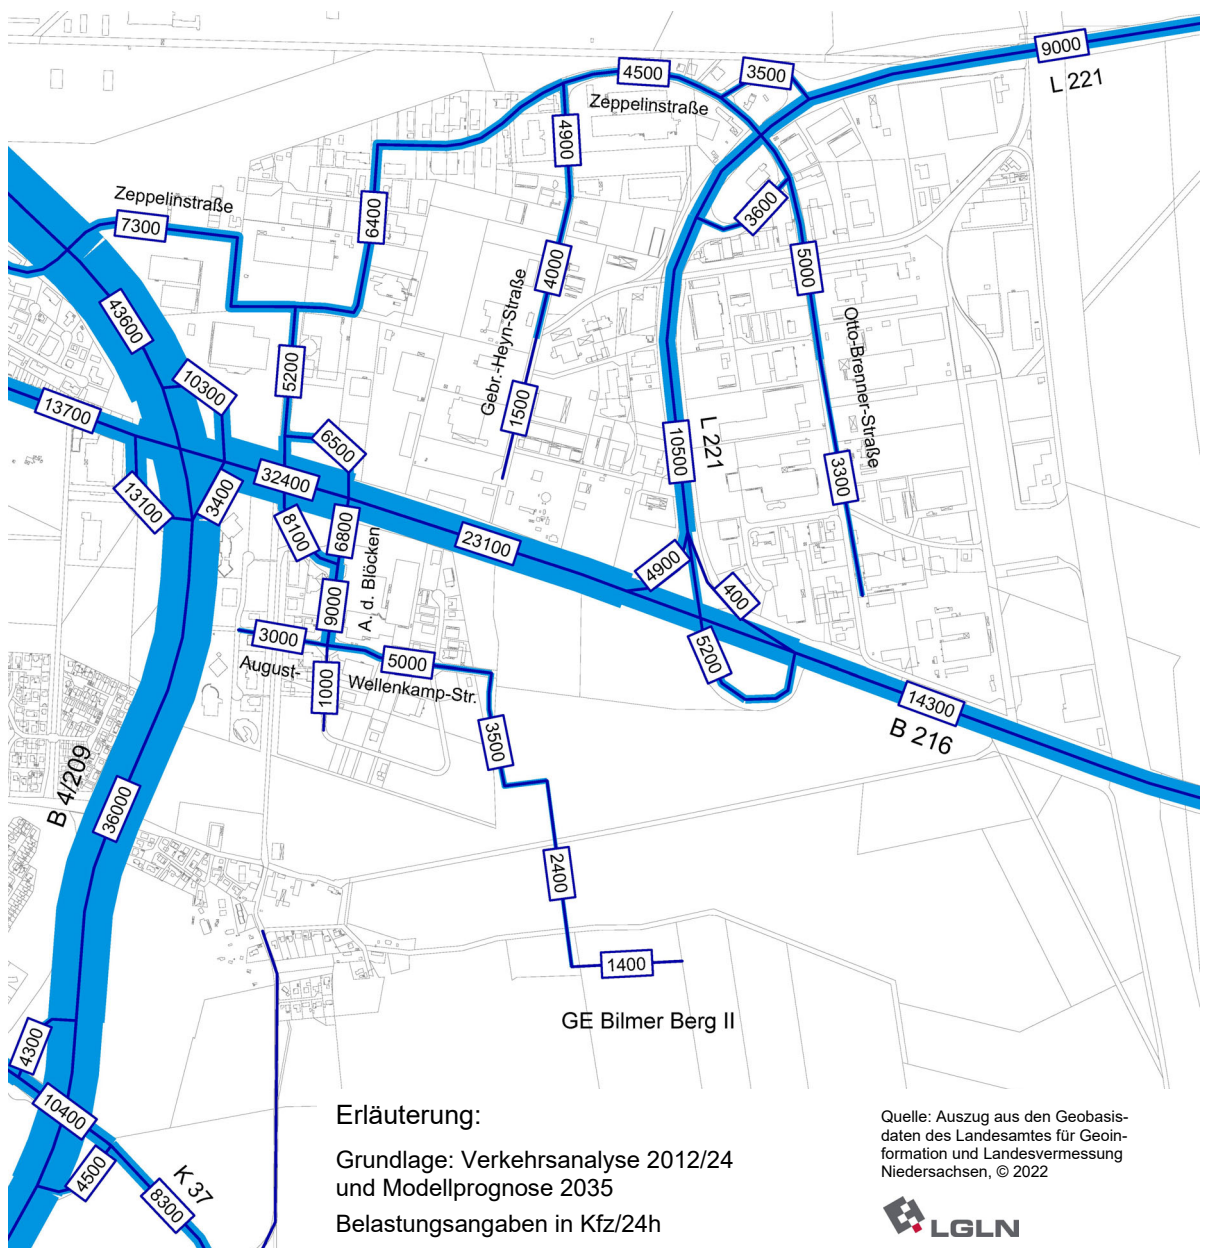 9000
L 221
4500
3500
Zeppelinstraße
4900
Zeppelinstraße
7300
6400
3600
4000
5000
43600
Gebr.-Heyn-Straße
Otto-Brenner-Straße
5200
10300
13700
1500
6500
10500
L 221
3300
32400
13100
3400
8100
6800
23100
4900
400
9000
A. d. Blöcken
3000
5000
5200
August-
Wellenkamp-Str.
1000
14300
B 216
3500
B 4/209
36000
2400
1400
GE Bilmer Berg II
4300
10400
4500
K 37
8300
Erläuterung:
Grundlage: Verkehrsanalyse 2012/24
und Modellprognose 2035
Belastungsangaben in Kfz/24h
Quelle: Auszug aus den Geobasis-
daten des Landesamtes für Geoin-
formation und Landesvermessung
Niedersachsen, © 2022
LGLN